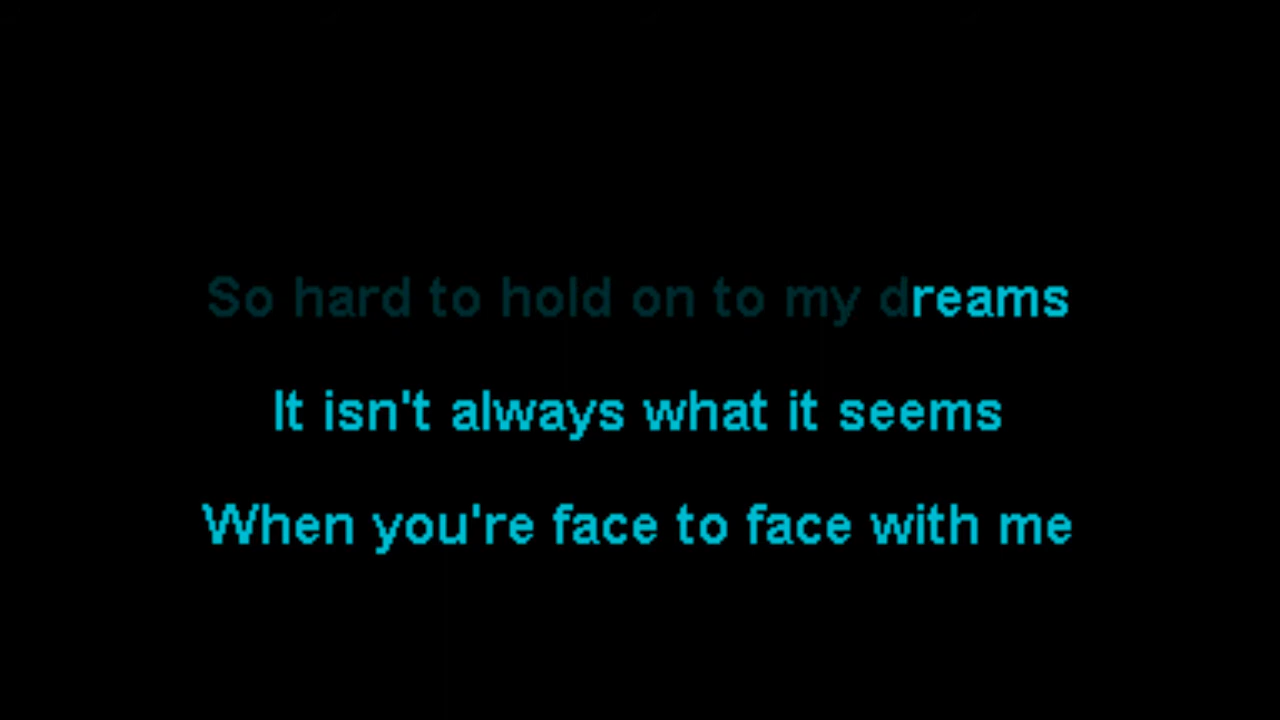 So hard to hold on to my dreams
It isn't always what it seems
When you're face to face with me